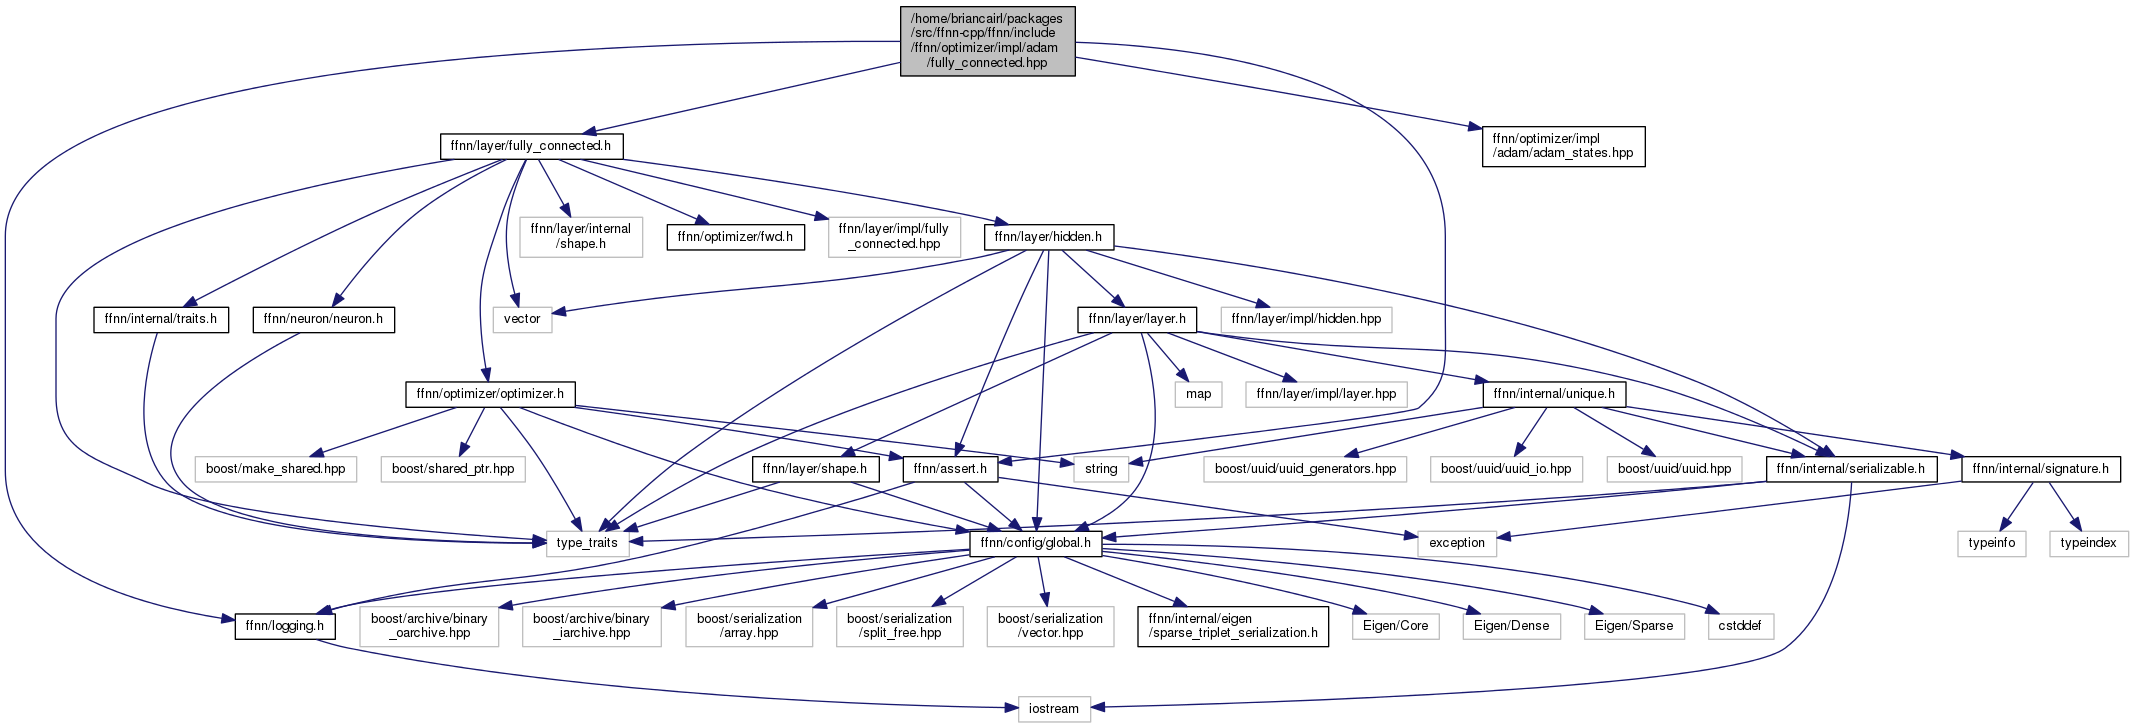 /home/briancairl/packages
/src/ffnn-cpp/ffnn/include
/ffnn/optimizer/impl/adam
/fully_connected.hpp
ffnn/layer/fully_connected.h
ffnn/optimizer/impl
/adam/adam_states.hpp
ffnn/layer/internal
/shape.h
ffnn/optimizer/fwd.h
ffnn/layer/impl/fully
_connected.hpp
ffnn/layer/hidden.h
ffnn/internal/traits.h
ffnn/neuron/neuron.h
vector
ffnn/layer/layer.h
ffnn/layer/impl/hidden.hpp
ffnn/optimizer/optimizer.h
map
ffnn/layer/impl/layer.hpp
ffnn/internal/unique.h
boost/make_shared.hpp
boost/shared_ptr.hpp
ffnn/layer/shape.h
ffnn/assert.h
string
boost/uuid/uuid_generators.hpp
boost/uuid/uuid_io.hpp
boost/uuid/uuid.hpp
ffnn/internal/serializable.h
ffnn/internal/signature.h
type_traits
ffnn/config/global.h
exception
typeinfo
typeindex
ffnn/logging.h
boost/archive/binary
_oarchive.hpp
boost/archive/binary
_iarchive.hpp
boost/serialization
/array.hpp
boost/serialization
/split_free.hpp
boost/serialization
/vector.hpp
ffnn/internal/eigen
/sparse_triplet_serialization.h
Eigen/Core
Eigen/Dense
Eigen/Sparse
cstddef
iostream